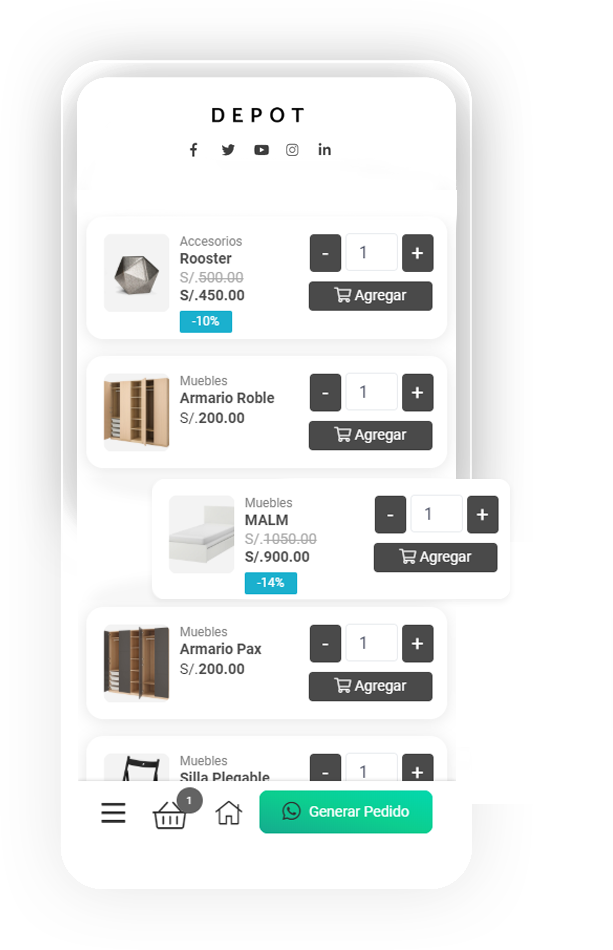 DEPOT
Accesorios
Rooster
S/.500.00
S/.450.00
-10%
- 1 +
Agregar
Muebles
Armario Roble
S/.200.00
- 1 +
Agregar
Muebles
MALM
S/.1050.00
S/.900.00
-14%
- 1 +
Agregar
Muebles
Armario Pax
S/.200.00
- 1 +
Agregar
Muebles
Silla Plegable
- 1 +
1
Generar Pedido